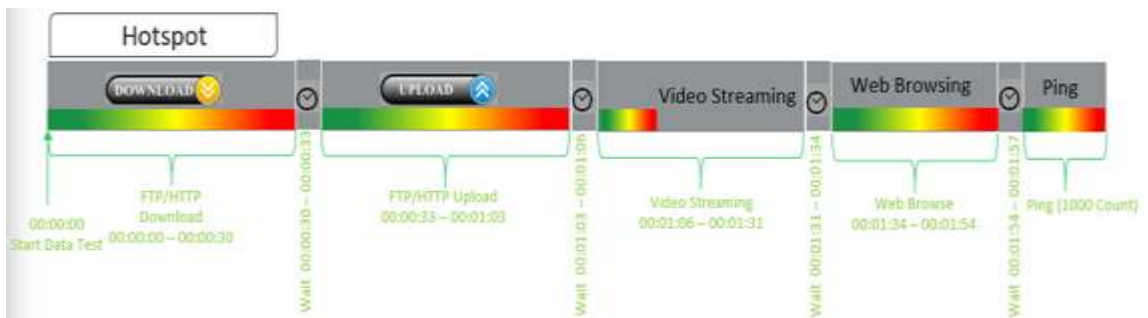 Hotspot
DOWNLOAD
UPLOAD
Video Streaming
Web Browsing
Ping
00:00:00
Start Data Test
FTP/HTTP
Download
00:00:00 – 00:00:30
Wait 00:00:30 – 00:00:33
FTP/HTTP Upload
00:00:33 – 00:01:03
Wait 00:01:03 – 00:01:06
Video Streaming
00:01:06 – 00:01:31
Wait 00:01:31 – 00:01:34
Web Browse
00:01:34 – 00:01:54
Wait 00:01:54 – 00:01:57
Ping (1000 Count)